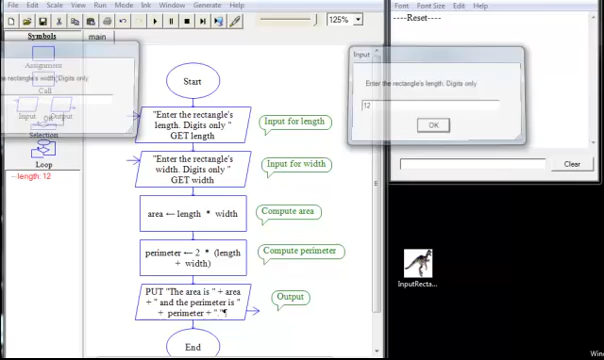 File Edit Scale View Run Mode Ink Window Generate Help
125%
Symbols
main
Assignment
Call
Input
Output
Selection
Loop
length: 12
e rectangle's width. Digits only
OK
Start
"Enter the rectangle's
length. Digits only "
GET length
Input for length
"Enter the rectangle's
width. Digits only "
GET width
Input for width
area ← length * width
Compute area
perimeter ← 2 * (length
+ width)
Compute perimeter
PUT "The area is " + area
+ " and the perimeter is "
+ perimeter + "."¶
Output
End
Input
Enter the rectangle's length. Digits only
12
OK
Font Font Size Edit Help
----Reset----
Clear
InputRecta...
Win